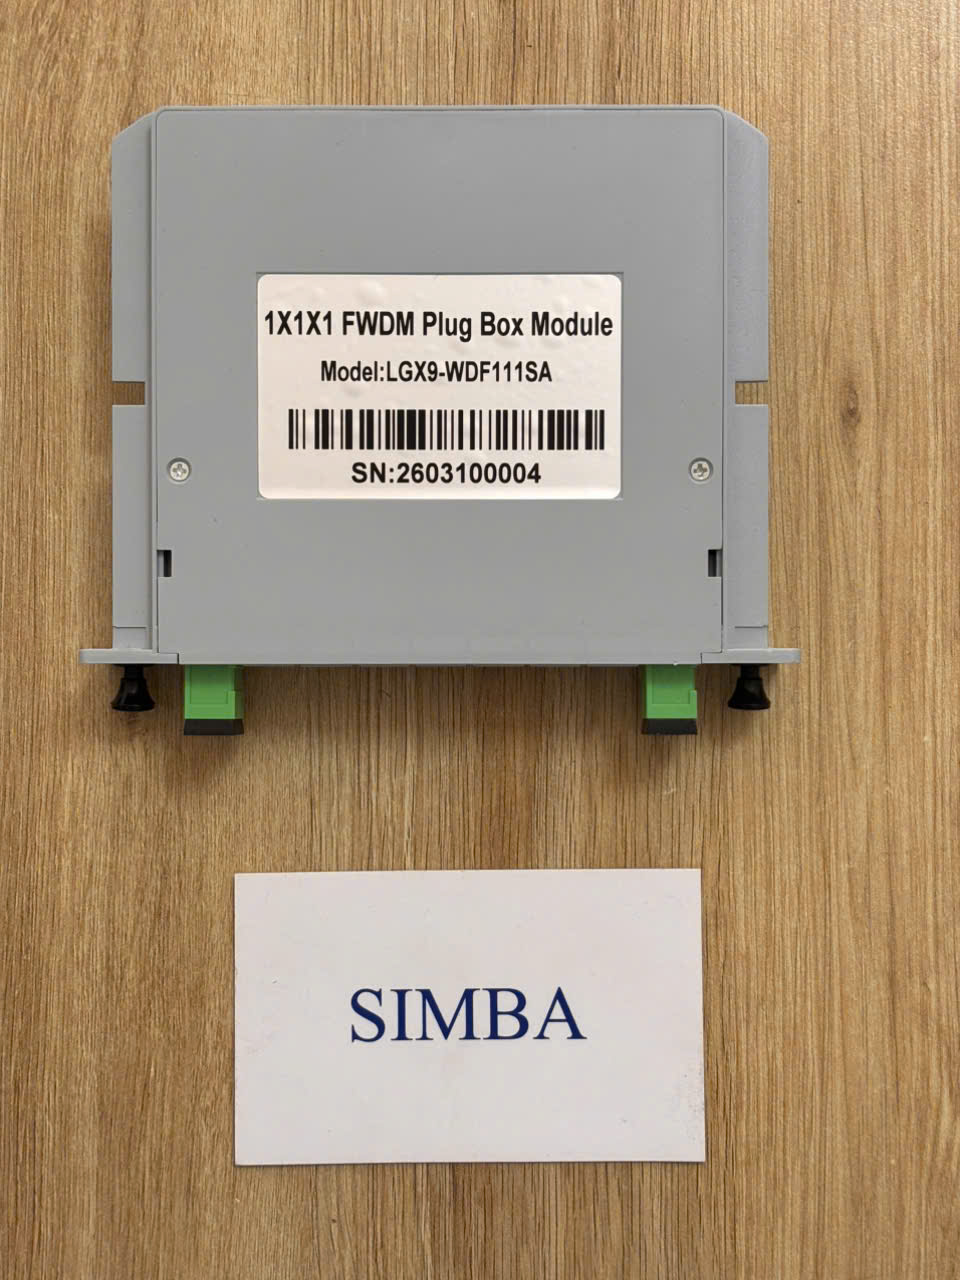 1X1X1 FWDM Plug Box Module
Model:LGX9-WDF111SA
SN:2603100004
SIMBA